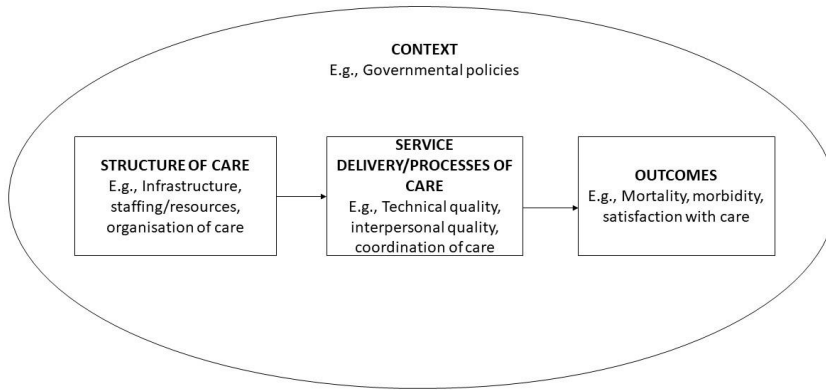 CONTEXT
E.g., Governmental policies
STRUCTURE OF CARE
E.g., Infrastructure,
staffing/resources,
organisation of care
SERVICE
DELIVERY/PROCESSES OF
CARE
E.g., Technical quality,
interpersonal quality,
coordination of care
OUTCOMES
E.g., Mortality, morbidity,
satisfaction with care